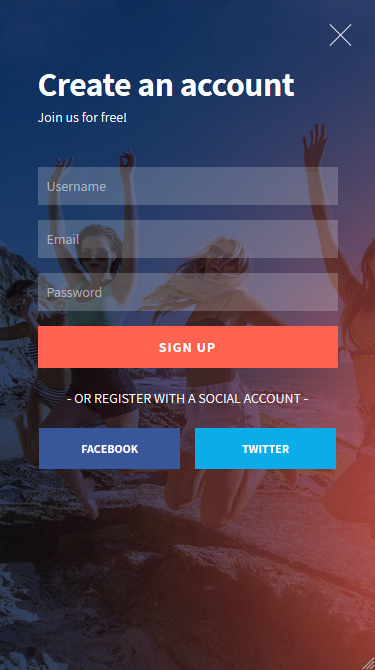 Create an account
Join us for free!
Username
Email
Password
SIGN UP
- OR REGISTER WITH A SOCIAL ACCOUNT -
FACEBOOK
TWITTER